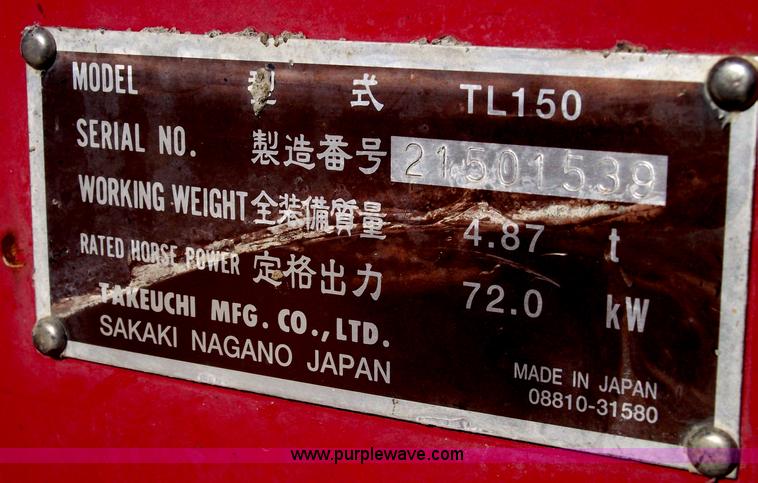 MODEL 型式 TL150
SERIAL NO. 製造番号 21501539
WORKING WEIGHT 全装備質量 4.87 t
RATED HORSE POWER 定格出力 72.0 kW
TAKEUCHI MFG. CO., LTD.
SAKAKI NAGANO JAPAN
MADE IN JAPAN
08810-31580
www.purplewave.com